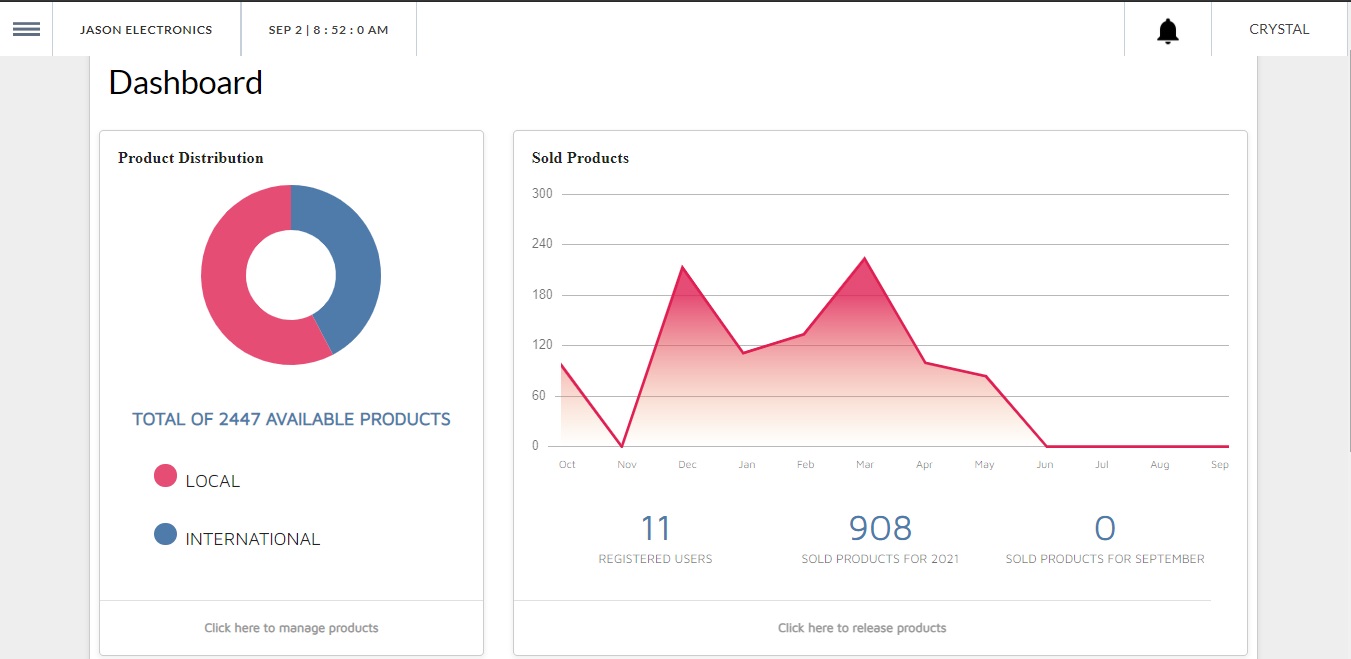 JASON ELECTRONICS
SEP 2 | 8 : 52 : 0 AM
CRYSTAL
Dashboard
Product Distribution
TOTAL OF 2447 AVAILABLE PRODUCTS
LOCAL
INTERNATIONAL
Click here to manage products
Sold Products
300
240
180
120
60
0
Oct Nov Dec Jan Feb Mar Apr May Jun Jul Aug Sep
11 908 0
REGISTERED USERS SOLD PRODUCTS FOR 2021 SOLD PRODUCTS FOR SEPTEMBER
Click here to release products